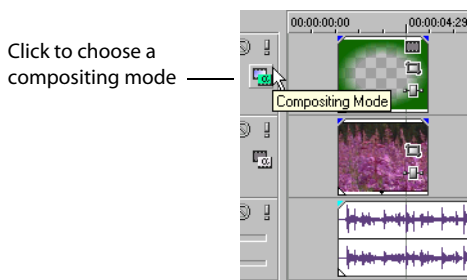 00:00:00:00
00:00:04:29
Click to choose a
compositing mode
Compositing Mode